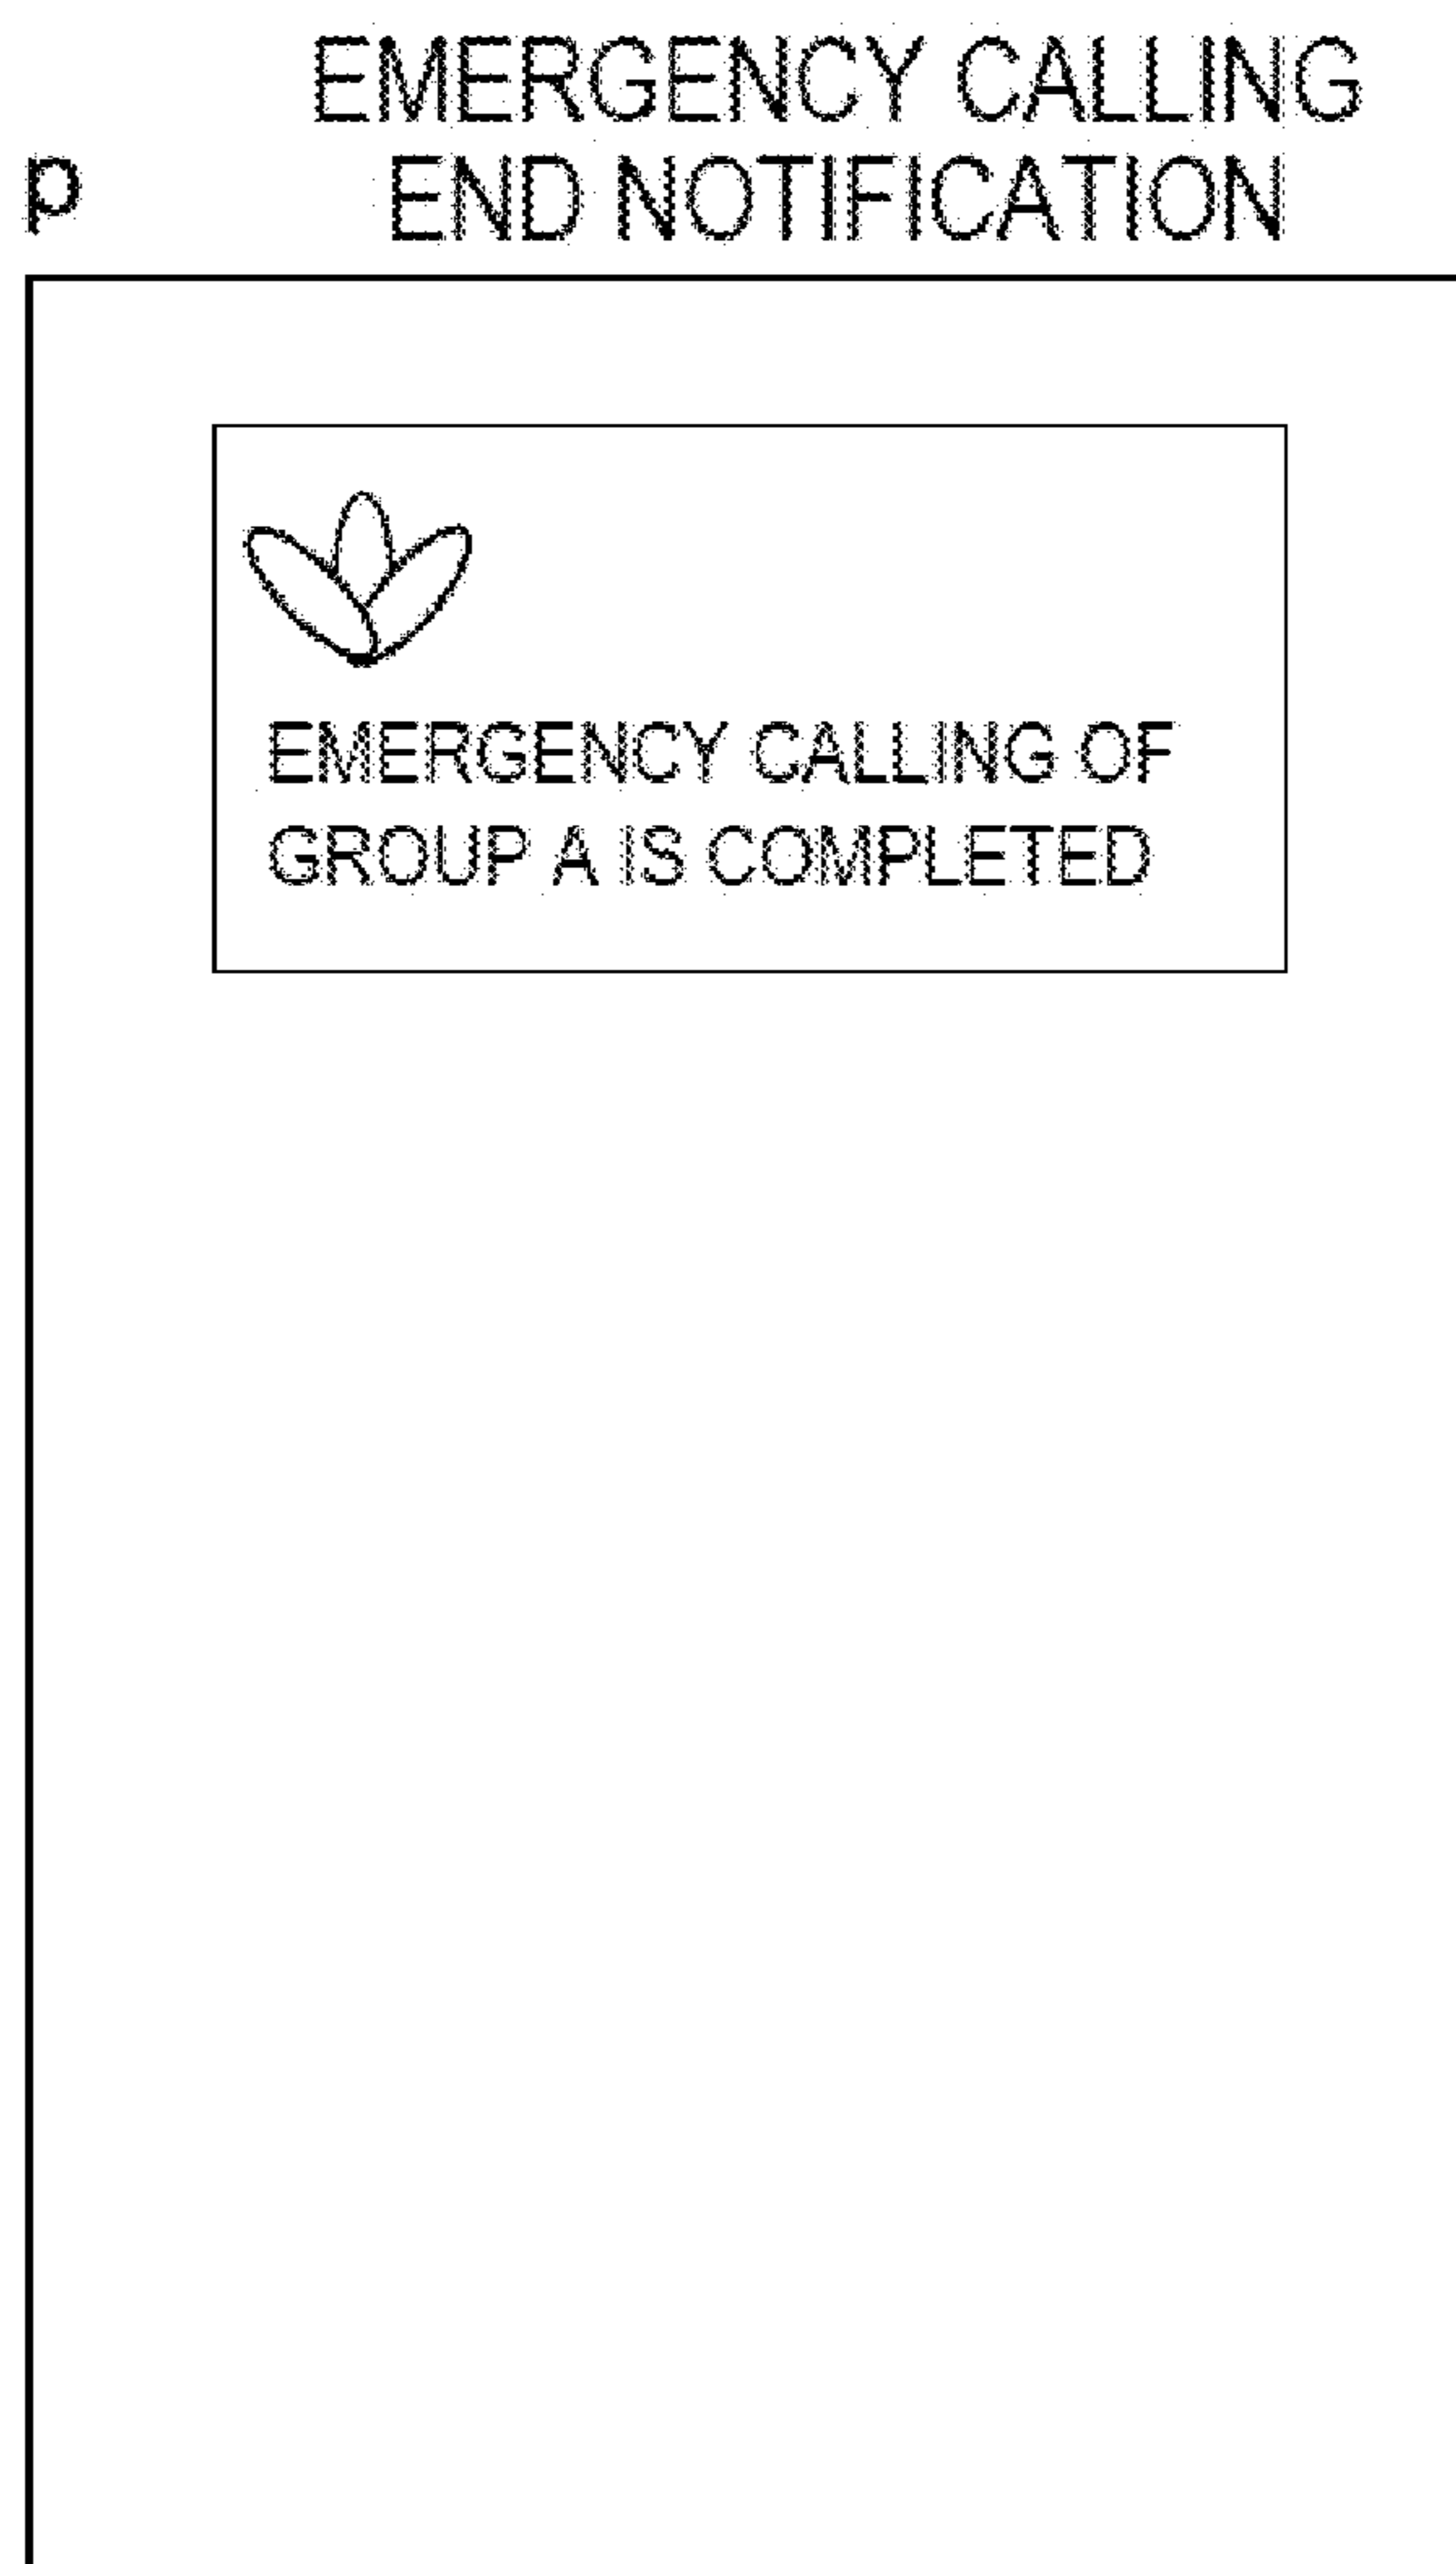 EMERGENCY CALLING
p END NOTIFICATION
EMERGENCY CALLING OF
GROUP A IS COMPLETED